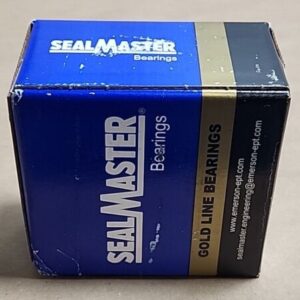 SEALMASTER
Bearings
SEALMASTER®
Bearings
GOLD LINE BEARINGS
www.emerson-ept.com
sealmaster.engineering@emerson-ept.com